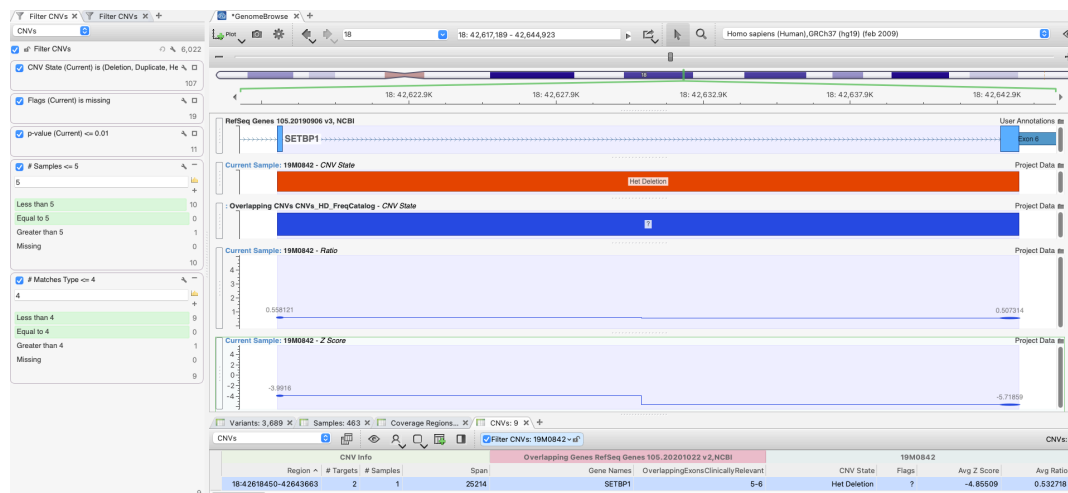 Filter CNVs × Filter CNVs × +
CNVs
Filter CNVs 6,022
CNV State (Current) is (Deletion, Duplicate, He
107
Flags (Current) is missing
19
p-value (Current) <= 0.01
11
# Samples <= 5
5
+
Less than 5 10
Equal to 5 0
Greater than 5 1
Missing 0
10
# Matches Type <= 4
4
+
Less than 4 9
Equal to 4 0
Greater than 4 1
Missing 0
9
9
*GenomeBrowse × +
Plot 18 18: 42,617,189 - 42,644,923 Homo sapiens (Human),GRCh37 (hg19) (feb 2009)
18
18: 42,622.9K 18: 42,627.9K 18: 42,632.9K 18: 42,637.9K 18: 42,642.9K
RefSeq Genes 105.20190906 v3, NCBI User Annotations
SETBP1 Exon 6
Current Sample: 19M0842 - CNV State Project Data
Het Deletion
: Overlapping CNVs CNVs_HD_FreqCatalog - CNV State Project Data
?
Current Sample: 19M0842 - Ratio Project Data
4
3
2
1
0.558121 0.507314
Current Sample: 19M0842 - Z Score Project Data
4
2
0
-2
-4
-3.9916 -5.71859
Variants: 3,689 × Samples: 463 × Coverage Regions... × CNVs: 9 × +
CNVs Filter CNVs: 19M0842 CNVs:
CNV Info Overlapping Genes RefSeq Genes 105.20201022 v2,NCBI 19M0842
Region # Targets # Samples Span Gene Names OverlappingExonsClinicallyRelevant CNV State Flags Avg Z Score Avg Ratio
18:42618450-42643663 2 1 25214 SETBP1 5-6 Het Deletion ? -4.85509 0.532718